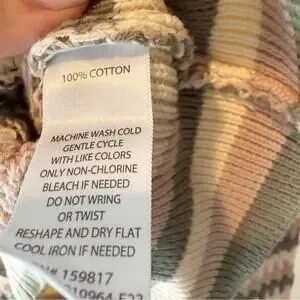 100% COTTON
MACHINE WASH COLD
GENTLE CYCLE
WITH LIKE COLORS
ONLY NON-CHLORINE
BLEACH IF NEEDED
DO NOT WRING
OR TWIST
RESHAPE AND DRY FLAT
COOL IRON IF NEEDED
# 159817